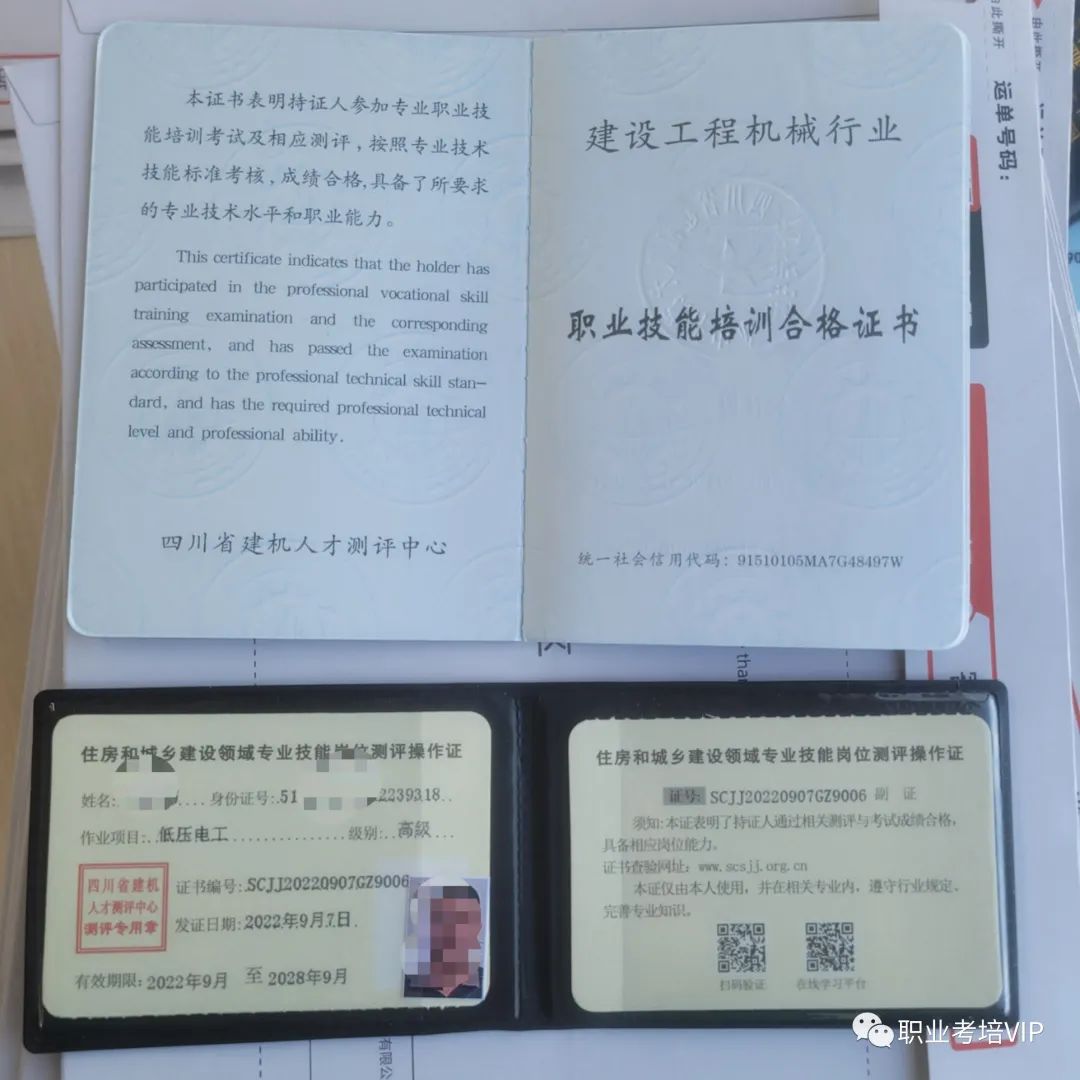 本证书表明持证人参加专业职业技
能培训考试及相应测评，按照专业技术
技能标准考核，成绩合格，具备了所要求
的专业技术水平和职业能力。
This certificate indicates that the holder has
participated in the professional vocational skill
training examination and the corresponding
assessment, and has passed the examination
according to the professional technical skill stan-
dard, and has the required professional technical
level and professional ability.
四川省建机人才测评中心
建设工程机械行业
职业技能培训合格证书
统一社会信用代码：91510105MA7G48497W
由此撕开
运单号码：
住房和城乡建设领域专业技能岗位测评操作证
姓名:
身份证号:.51
2239318..
作业项目:..低压电工..............级别:..高级...
四川省建机
人才测评中心
测评专用章
证书编号:.SCJJ20220907GZ9006
发证日期:.2022年9月7日.
有效期限:2022年9月 至 2028年9月
住房和城乡建设领域专业技能岗位测评操作证
证号: SCJJ20220907GZ9006 副 证
须知:本证表明了持证人通过相关测评与考试成绩合格,
具备相应岗位能力。
证书查验网址: www.scsjj.org.cn
本证仅由本人使用，并在相关专业内，遵守行业规定、
完善专业知识。
扫码验证
在线学习平台
有限公
职业考培VIP